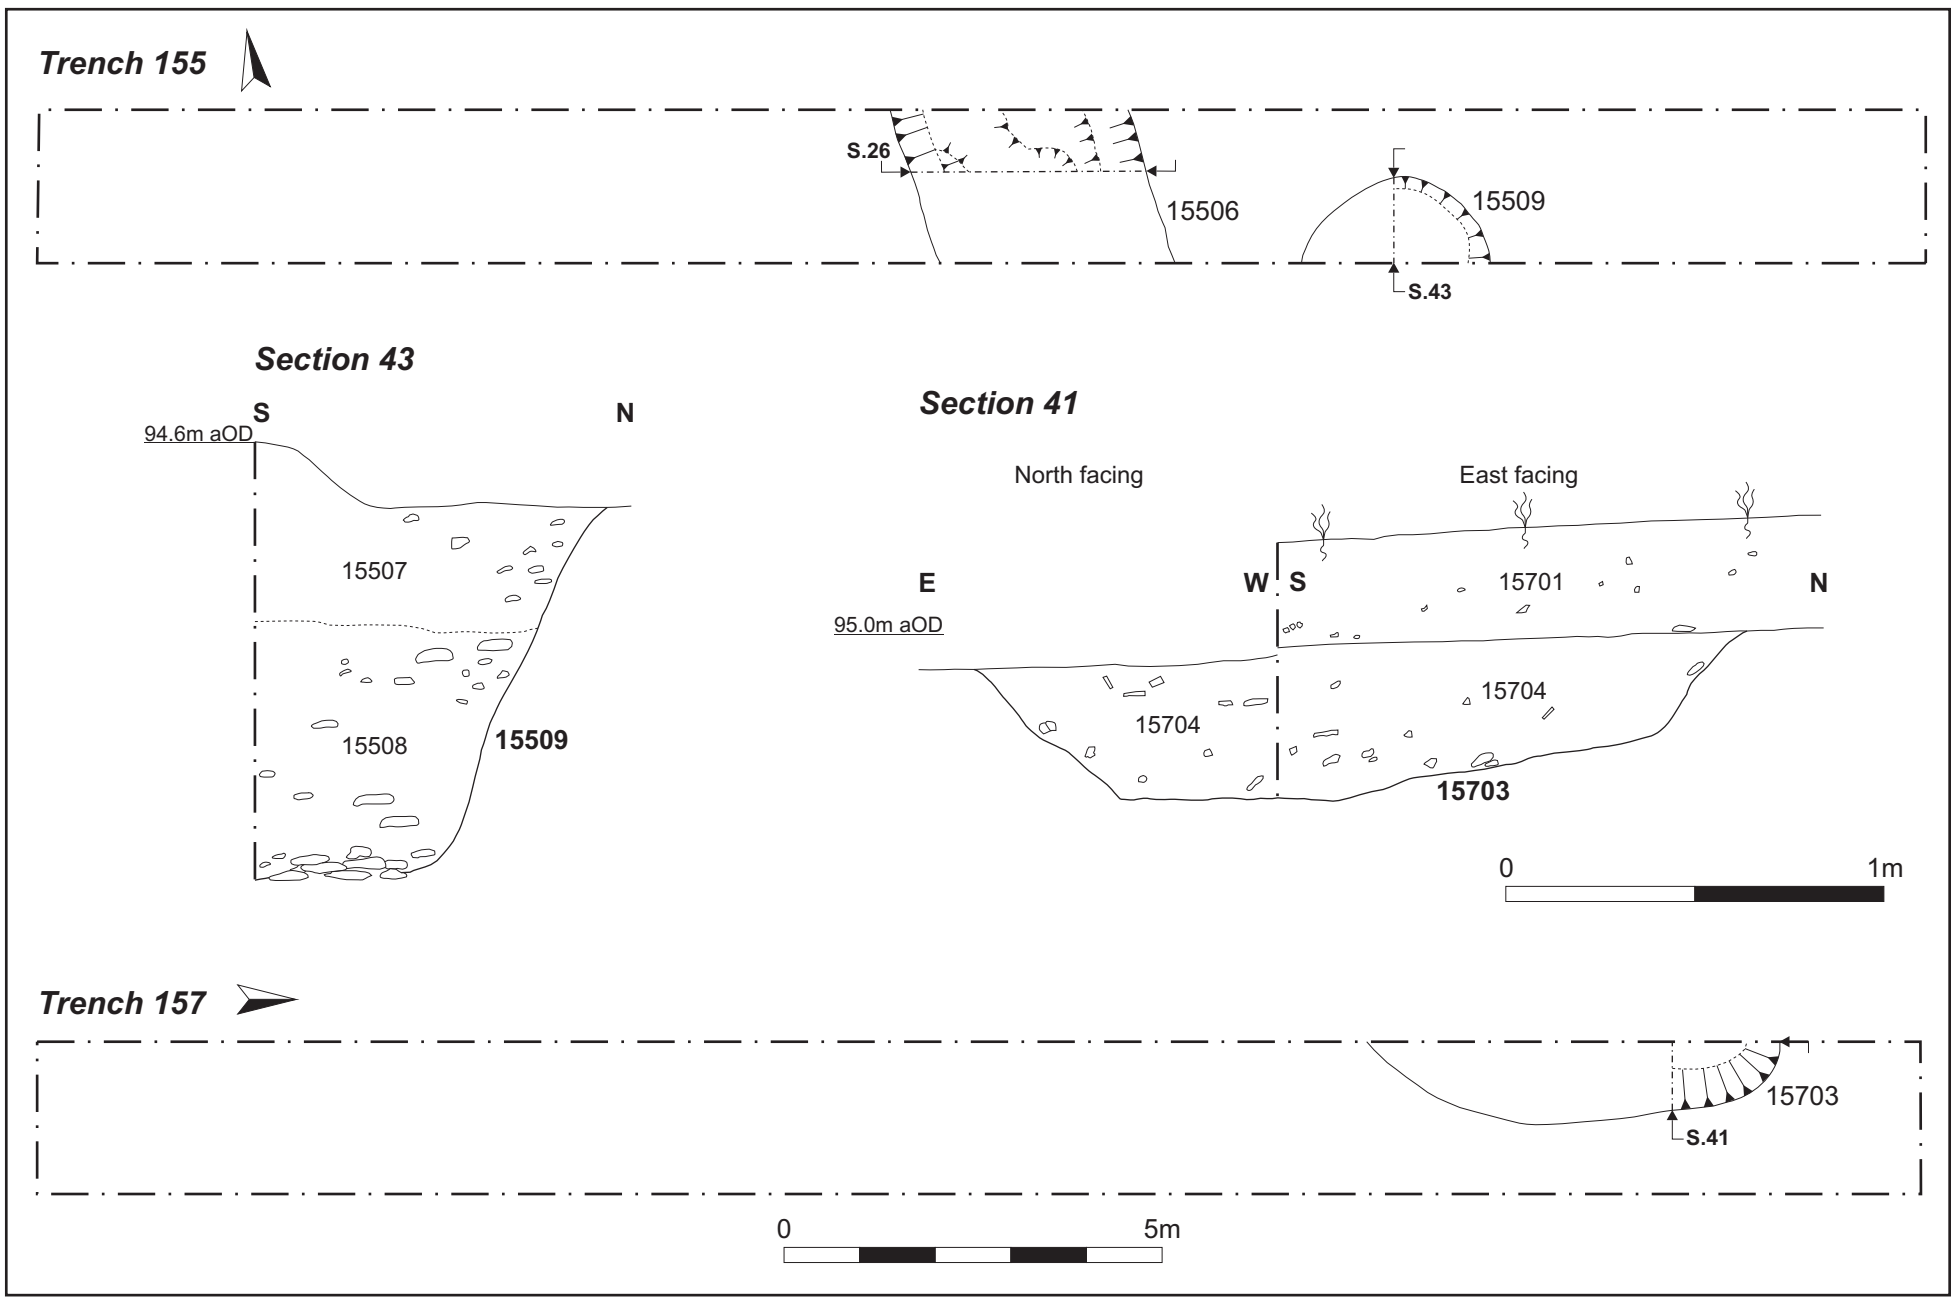 Trench 155
S.26
15506
15509
S.43
Section 43
S N
94.6m aOD
15507
15508
15509
Section 41
North facing East facing
E W S N
95.0m aOD
15701
15704
15704
15703
0 1m
Trench 157
15703
S.41
0 5m